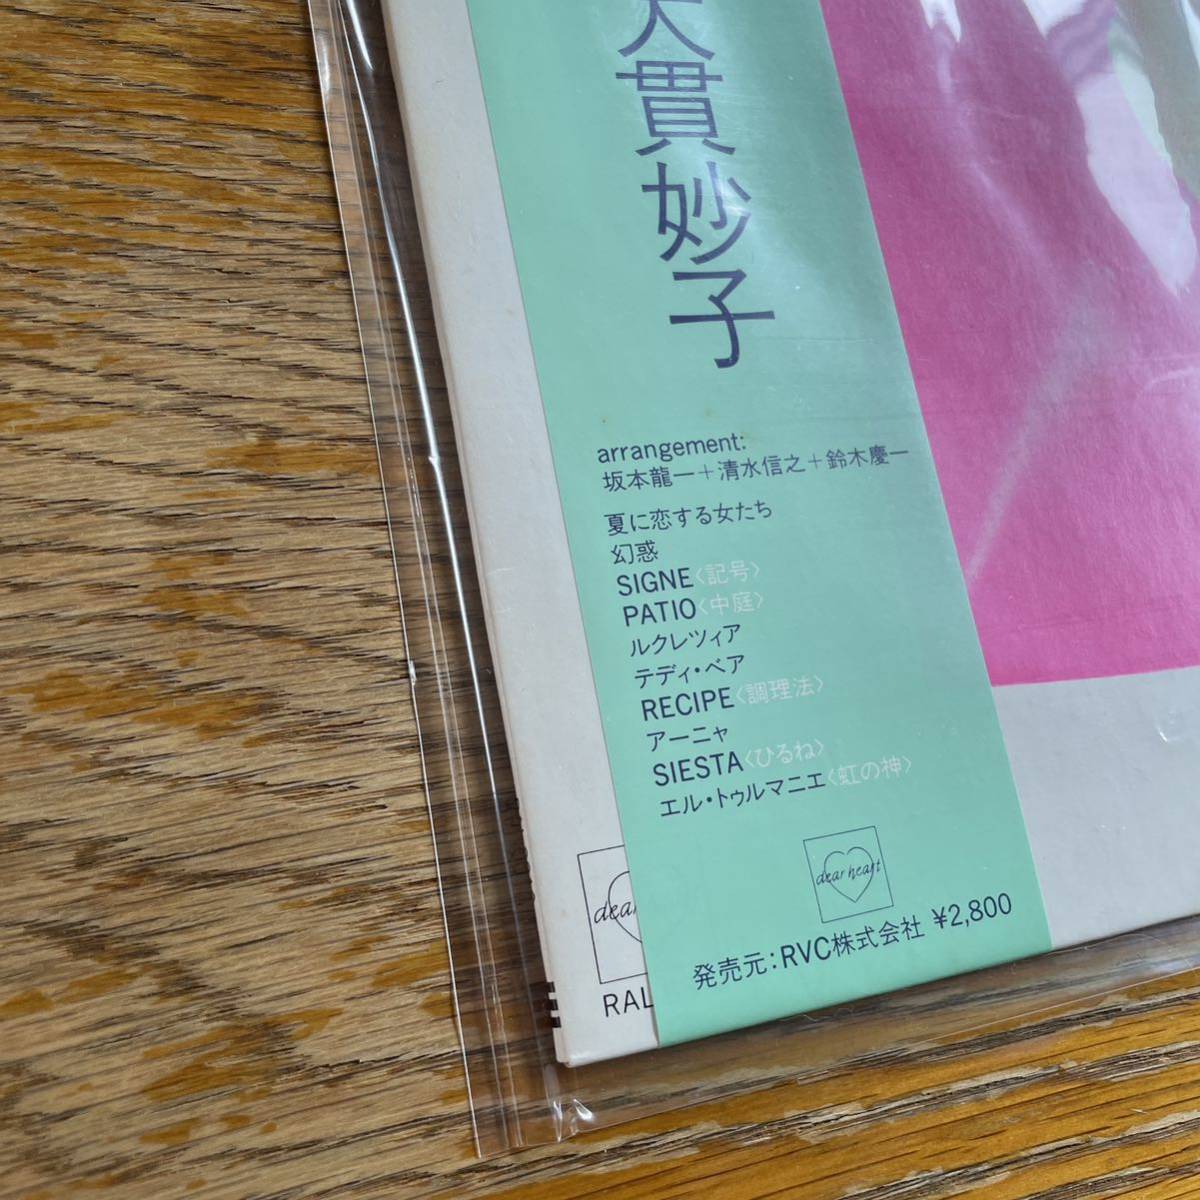 大貫妙子
arrangement:
坂本龍一+清水信之+鈴木慶一
夏に恋する女たち
幻惑
SIGNE〈記号〉
PATIO〈中庭〉
ルクレツィア
テディ・ベア
RECIPE〈調理法〉
アーニャ
SIESTA〈ひるね〉
エル・トゥルマニエ〈虹の神〉
dear heart
発売元:RVC株式会社 ¥2,800
dear
RAL